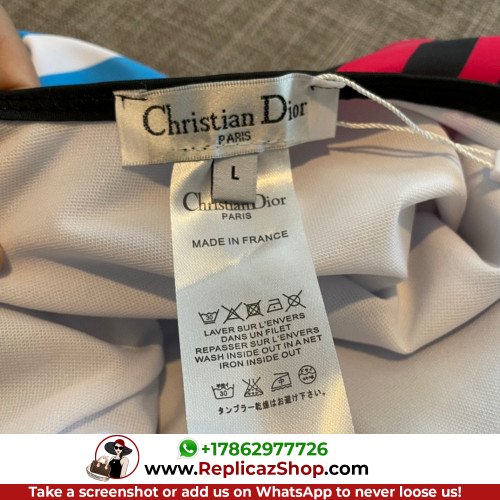 Christian Dior
PARIS
L
Christian Dior
PARIS
MADE IN FRANCE
LAVER SUR L'ENVERS
DANS UN FILET
REPASSER SUR L'ENVERS
WASH INSIDE OUT IN A NET
IRON INSIDE OUT
30
中
タンブラー乾燥はお避け下さい
+17862977726
www.ReplicazShop.com
Take a screenshot or add us on WhatsApp to never loose us!